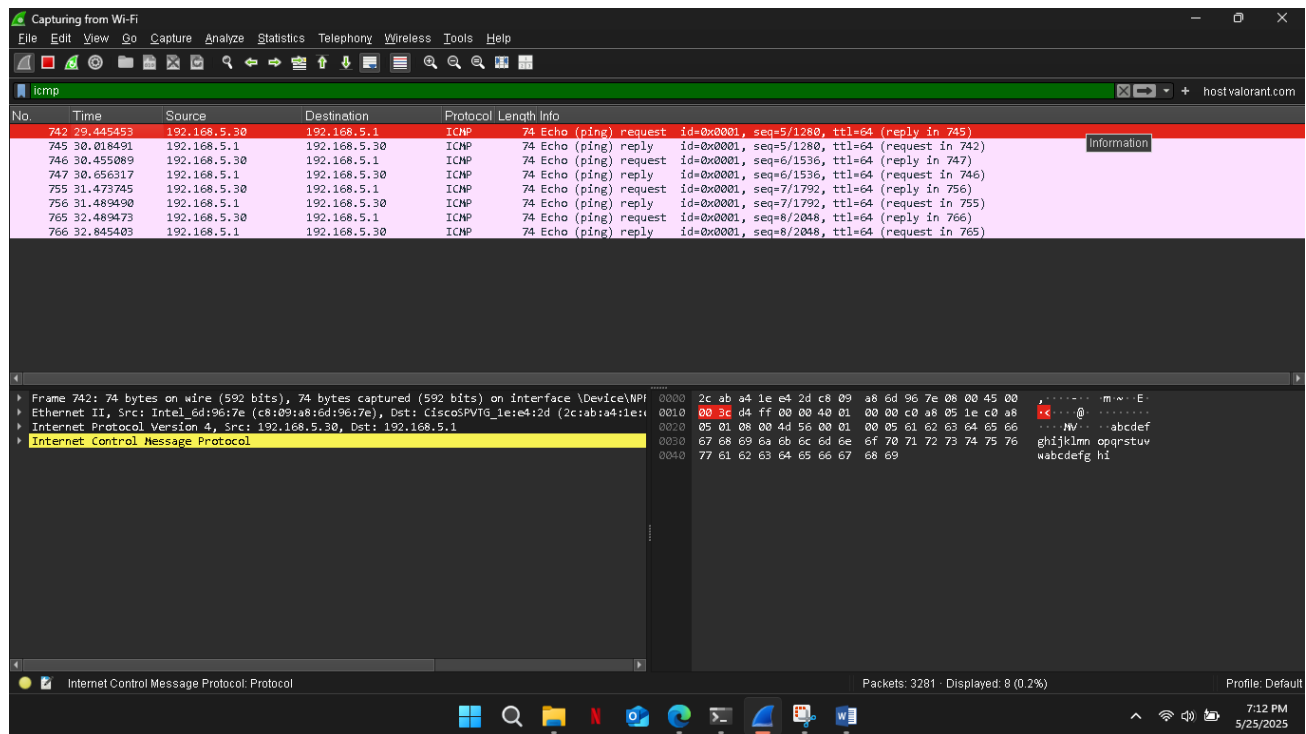 Capturing from Wi-Fi
File Edit View Go Capture Analyze Statistics Telephony Wireless Tools Help
icmp
+ host valorant.com
No. Time Source Destination Protocol Length Info
742 29.445453 192.168.5.30 192.168.5.1 ICMP 74 Echo (ping) request id=0x0001, seq=5/1280, ttl=64 (reply in 745)
Information
745 30.018491 192.168.5.1 192.168.5.30 ICMP 74 Echo (ping) reply id=0x0001, seq=5/1280, ttl=64 (request in 742)
746 30.455089 192.168.5.30 192.168.5.1 ICMP 74 Echo (ping) request id=0x0001, seq=6/1536, ttl=64 (reply in 747)
747 30.656317 192.168.5.1 192.168.5.30 ICMP 74 Echo (ping) reply id=0x0001, seq=6/1536, ttl=64 (request in 746)
755 31.473745 192.168.5.30 192.168.5.1 ICMP 74 Echo (ping) request id=0x0001, seq=7/1792, ttl=64 (reply in 756)
756 31.489490 192.168.5.1 192.168.5.30 ICMP 74 Echo (ping) reply id=0x0001, seq=7/1792, ttl=64 (request in 755)
765 32.489473 192.168.5.30 192.168.5.1 ICMP 74 Echo (ping) request id=0x0001, seq=8/2048, ttl=64 (reply in 766)
766 32.845403 192.168.5.1 192.168.5.30 ICMP 74 Echo (ping) reply id=0x0001, seq=8/2048, ttl=64 (request in 765)
Frame 742: 74 bytes on wire (592 bits), 74 bytes captured (592 bits) on interface \Device\NPF
Ethernet II, Src: Intel_6d:96:7e (c8:09:a8:6d:96:7e), Dst: CiscoSPVTG_1e:e4:2d (2c:ab:a4:1e:
Internet Protocol Version 4, Src: 192.168.5.30, Dst: 192.168.5.1
Internet Control Message Protocol
0000 2c ab a4 1e e4 2d c8 09 a8 6d 96 7e 08 00 45 00 ,····-·· ·m·~··E·
0010 00 3c d4 ff 00 00 40 01 00 00 c0 a8 05 1e c0 a8 ·<····@· ········
0020 05 01 08 00 4d 56 00 01 00 05 61 62 63 64 65 66 ····MV·· ··abcdef
0030 67 68 69 6a 6b 6c 6d 6e 6f 70 71 72 73 74 75 76 ghijklmn opqrstuv
0040 77 61 62 63 64 65 66 67 68 69 wabcdefg hi
Internet Control Message Protocol: Protocol
Packets: 3281 · Displayed: 8 (0.2%)
Profile: Default
7:12 PM
5/25/2025